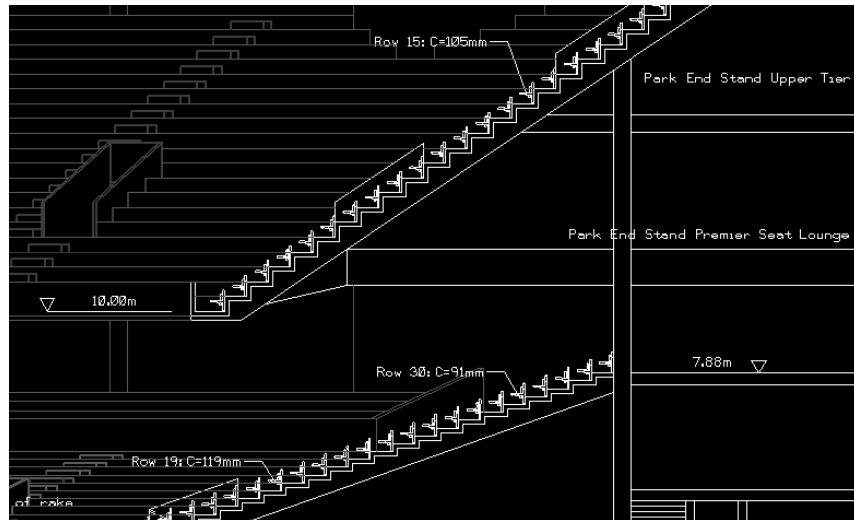 Row 15: C=105mm
Park End Stand Upper Tier
Park End Stand Premier Seat Lounge
10.00m
7.88m
Row 30: C=91mm
Row 19: C=119mm
of rake